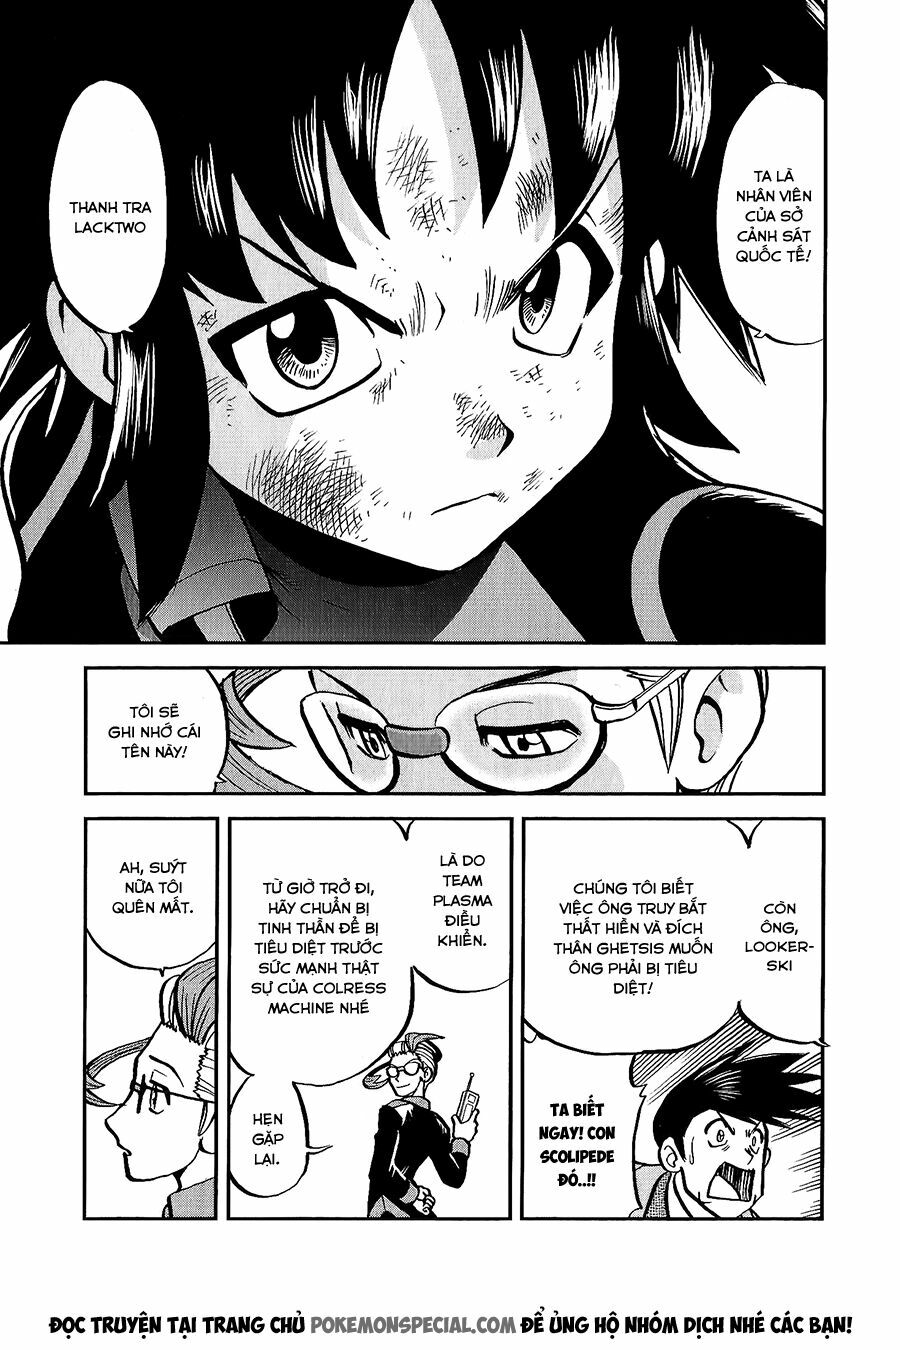 TA LÀ
NHÂN VIÊN
CỦA SỞ
CẢNH SÁT
QUỐC TẾ!
THANH TRA
LACKTWO
TÔI SẼ
GHI NHỚ CÁI
TÊN NÀY!
CÒN
ÔNG,
LOOKER-
SKI
CHÚNG TÔI BIẾT
VIỆC ÔNG TRUY BẮT
THẤT HIỀN VÀ ĐÍCH
THÂN GHETSIS MUỐN
ÔNG PHẢI BỊ TIÊU
DIỆT!
TA BIẾT
NGAY! CON
SCOLIPEDE
ĐÓ..!!
LÀ DO
TEAM
PLASMA
ĐIỀU
KHIỂN.
TỪ GIỜ TRỞ ĐI,
HÃY CHUẨN BỊ
TINH THẦN ĐỂ BỊ
TIÊU DIỆT TRƯỚC
SỨC MẠNH THẬT
SỰ CỦA COLRESS
MACHINE NHÉ
HẸN
GẶP
LẠI.
AH, SUÝT
NỮA TÔI
QUÊN MẤT.
ĐỌC TRUYỆN TẠI TRANG CHỦ POKEMONSPECIAL.COM ĐỂ ỦNG HỘ NHÓM DỊCH NHÉ CÁC BẠN!